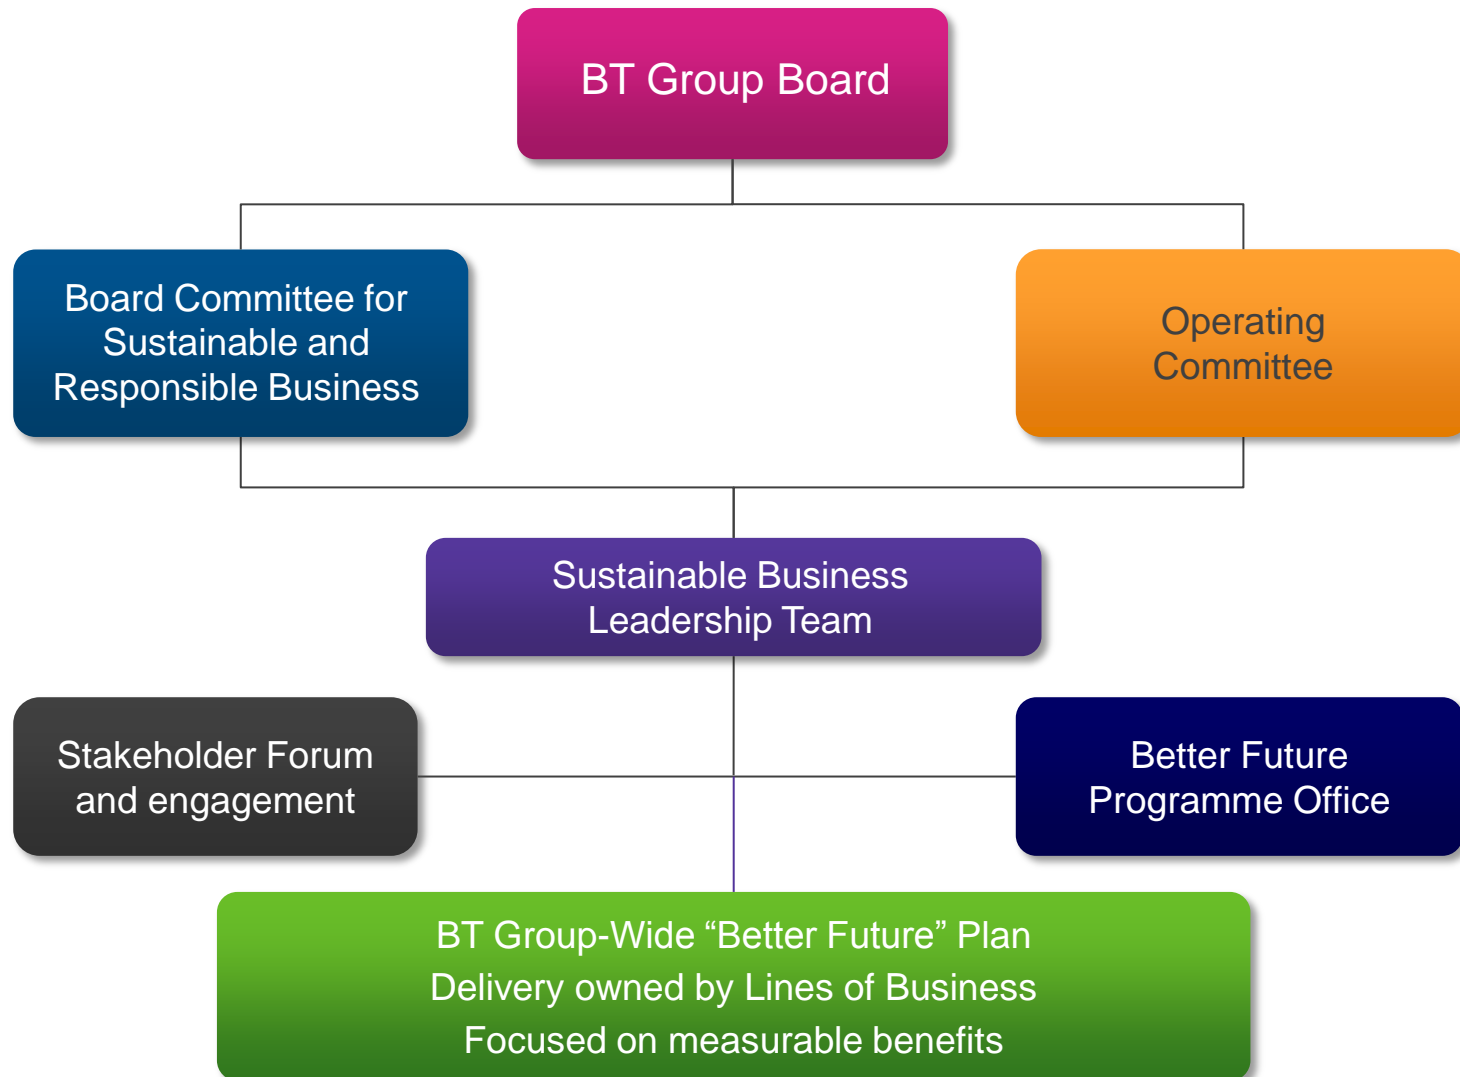 BT Group Board
Board Committee for
Sustainable and
Responsible Business
Operating
Committee
Sustainable Business
Leadership Team
Stakeholder Forum
and engagement
Better Future
Programme Office
BT Group-Wide “Better Future” Plan
Delivery owned by Lines of Business
Focused on measurable benefits